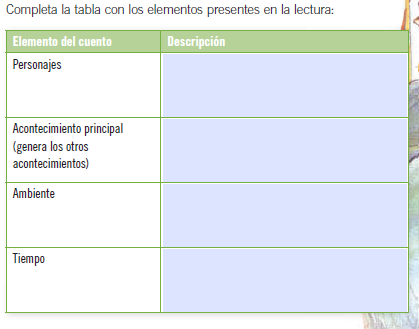 Completa la tabla con los elementos presentes en la lectura:
Elemento del cuento Descripción
Personajes
Acontecimiento principal
(genera los otros
acontecimientos)
Ambiente
Tiempo